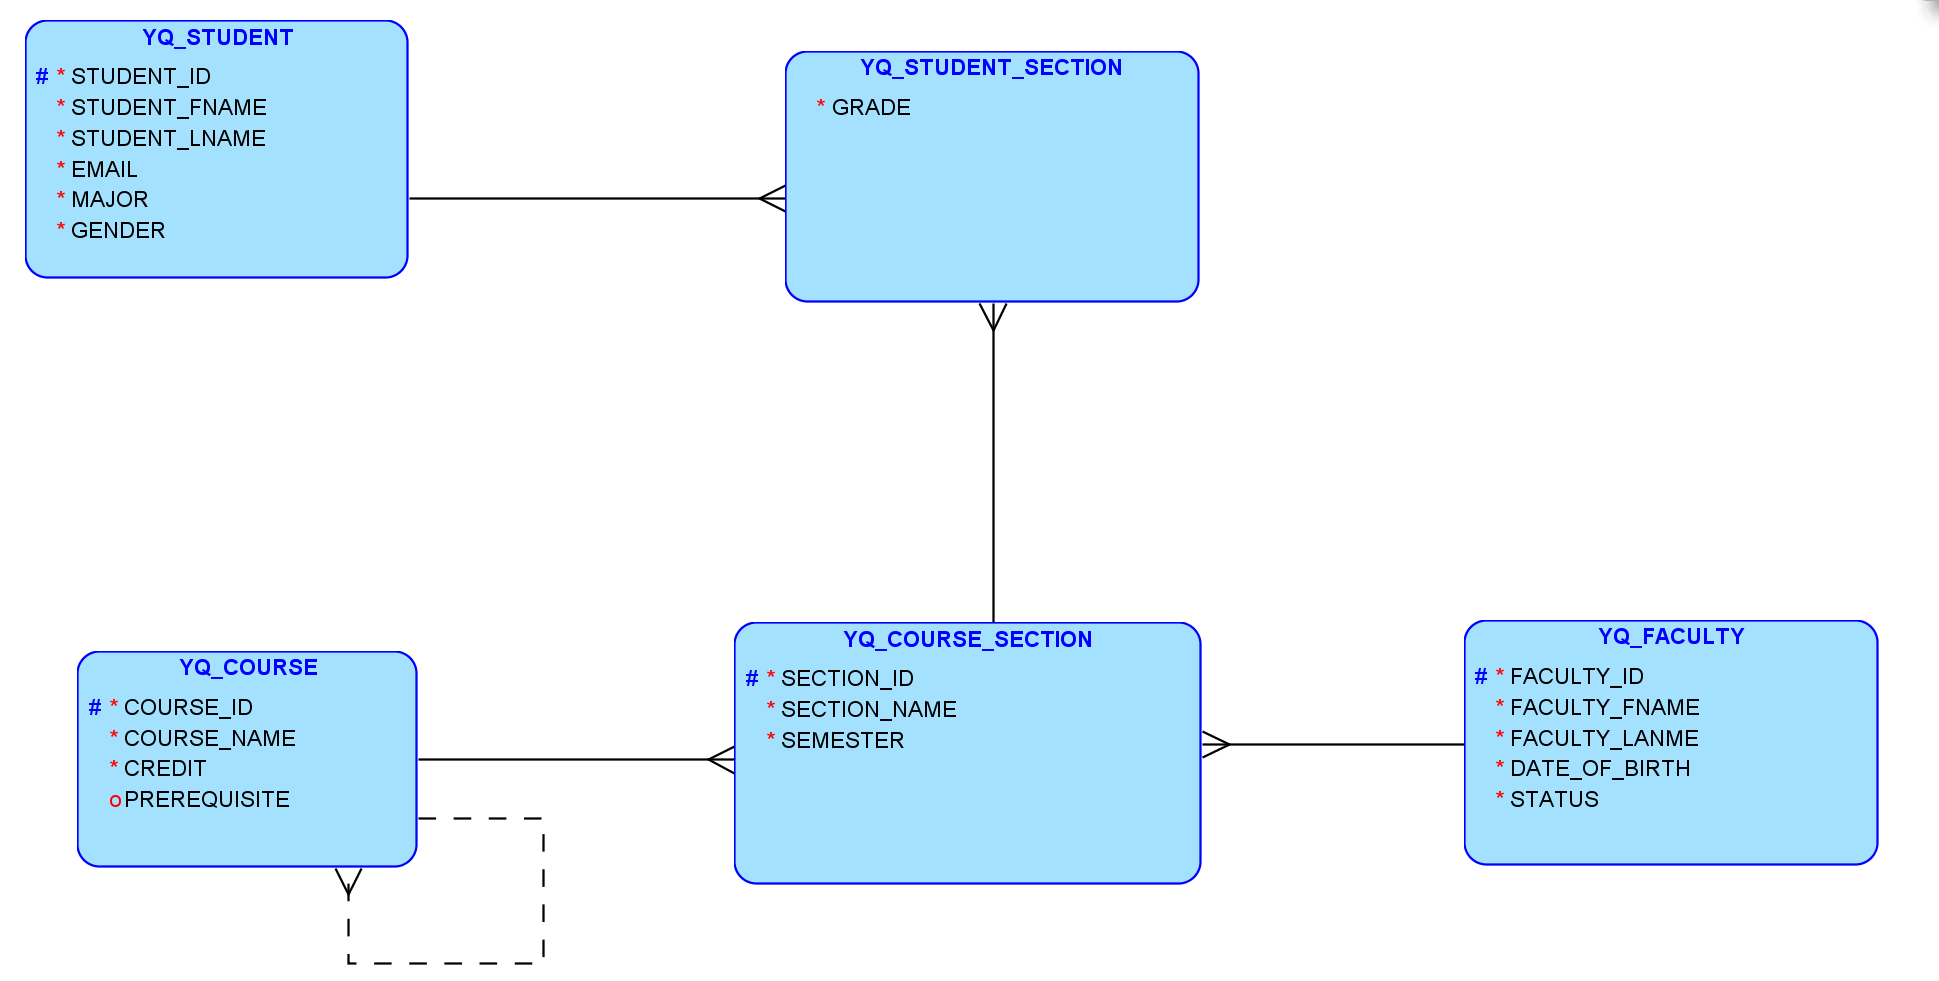 YQ_STUDENT
# * STUDENT_ID
* STUDENT_FNAME
* STUDENT_LNAME
* EMAIL
* MAJOR
* GENDER
YQ_STUDENT_SECTION
* GRADE
YQ_COURSE
# * COURSE_ID
* COURSE_NAME
* CREDIT
o PREREQUISITE
YQ_COURSE_SECTION
# * SECTION_ID
* SECTION_NAME
* SEMESTER
YQ_FACULTY
# * FACULTY_ID
* FACULTY_FNAME
* FACULTY_LANME
* DATE_OF_BIRTH
* STATUS